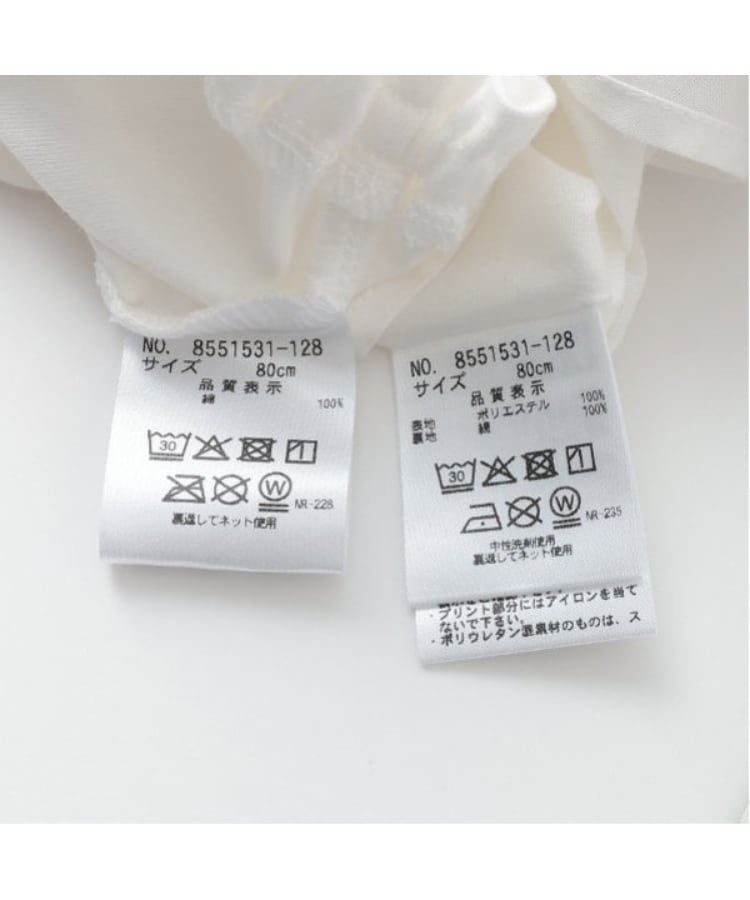 NO. 8551531-128
サイズ 80cm
品質表示
綿 100%
30
W
NR-228
裏返してネット使用
NO. 8551531-128
サイズ 80cm
品質表示
表地 ポリエステル 100%
裏地 綿 100%
30
W
NR-235
中性洗剤使用
裏返してネット使用
・プリント部分にはアイロンを当て
ないで下さい。
・ポリウレタン混素材のものは、ス